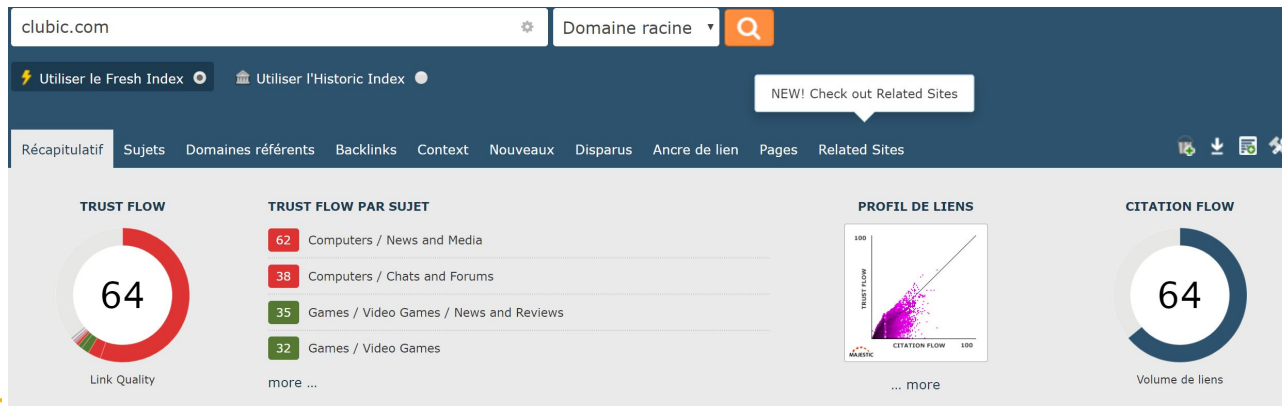 clubic.com
Domaine racine
Utiliser le Fresh Index
Utiliser l'Historic Index
NEW! Check out Related Sites
Récapitulatif Sujets Domaines référents Backlinks Context Nouveaux Disparus Ancre de lien Pages Related Sites
TRUST FLOW
64
Link Quality
TRUST FLOW PAR SUJET
62 Computers / News and Media
38 Computers / Chats and Forums
35 Games / Video Games / News and Reviews
32 Games / Video Games
more ...
PROFIL DE LIENS
100
TRUST FLOW
CITATION FLOW 100
MAJESTIC
... more
CITATION FLOW
64
Volume de liens